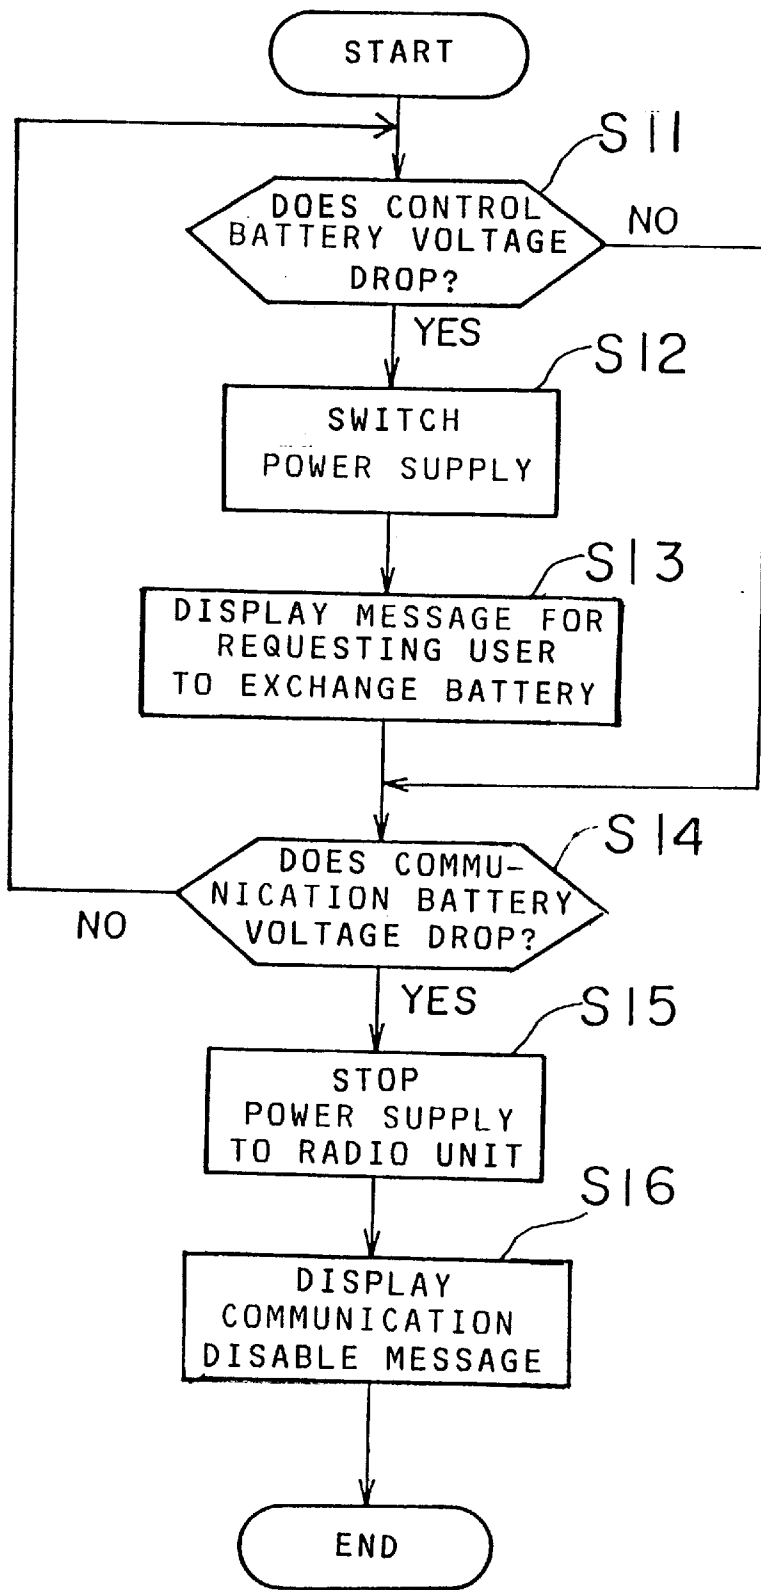 START
S11
DOES CONTROL
BATTERY VOLTAGE
DROP?
NO
YES
S12
SWITCH
POWER SUPPLY
S13
DISPLAY MESSAGE FOR
REQUESTING USER
TO EXCHANGE BATTERY
S14
DOES COMMU-
NICATION BATTERY
VOLTAGE DROP?
NO
YES
S15
STOP
POWER SUPPLY
TO RADIO UNIT
S16
DISPLAY
COMMUNICATION
DISABLE MESSAGE
END